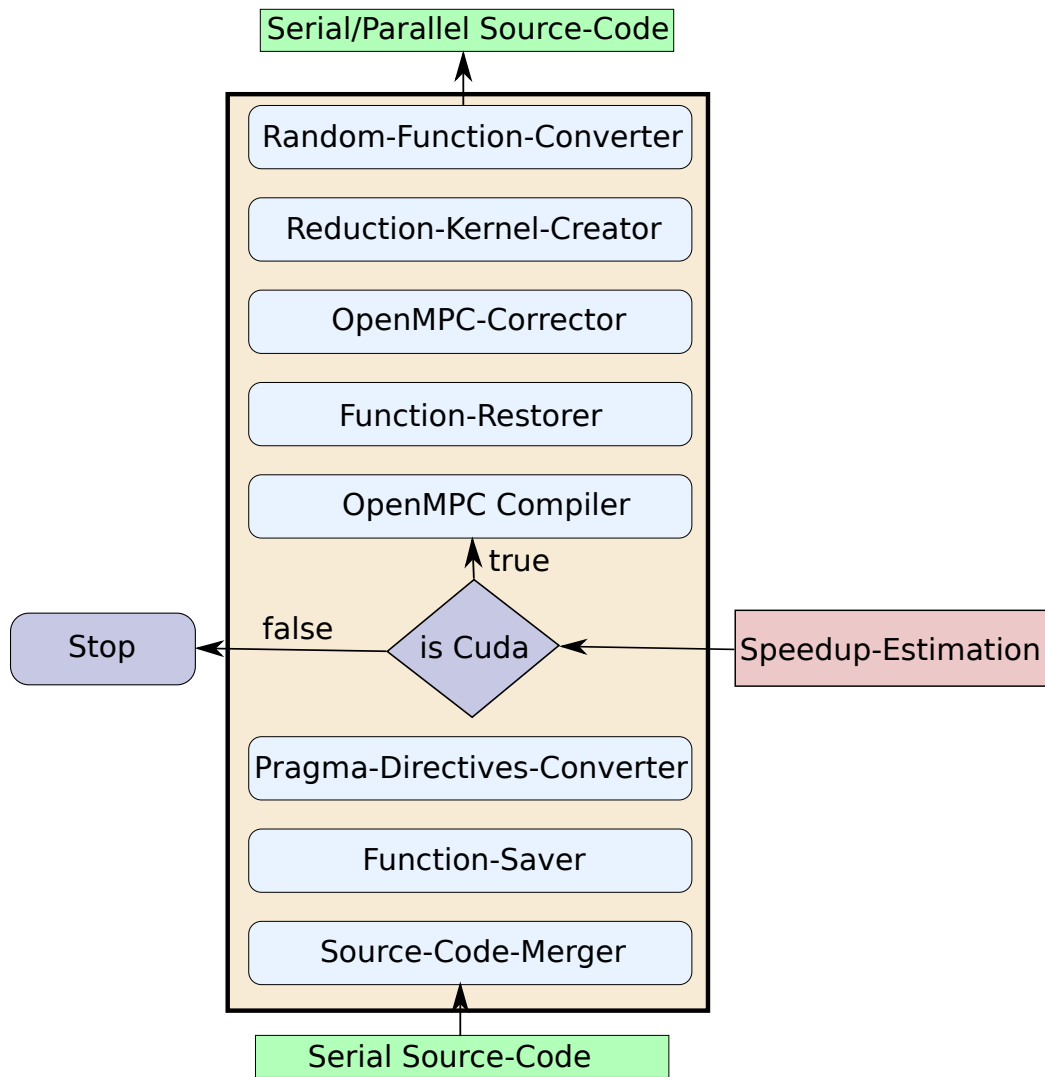 Serial/Parallel Source-Code
Random-Function-Converter
Reduction-Kernel-Creator
OpenMPC-Corrector
Function-Restorer
OpenMPC Compiler
true
false
Stop
is Cuda
Speedup-Estimation
Pragma-Directives-Converter
Function-Saver
Source-Code-Merger
Serial Source-Code